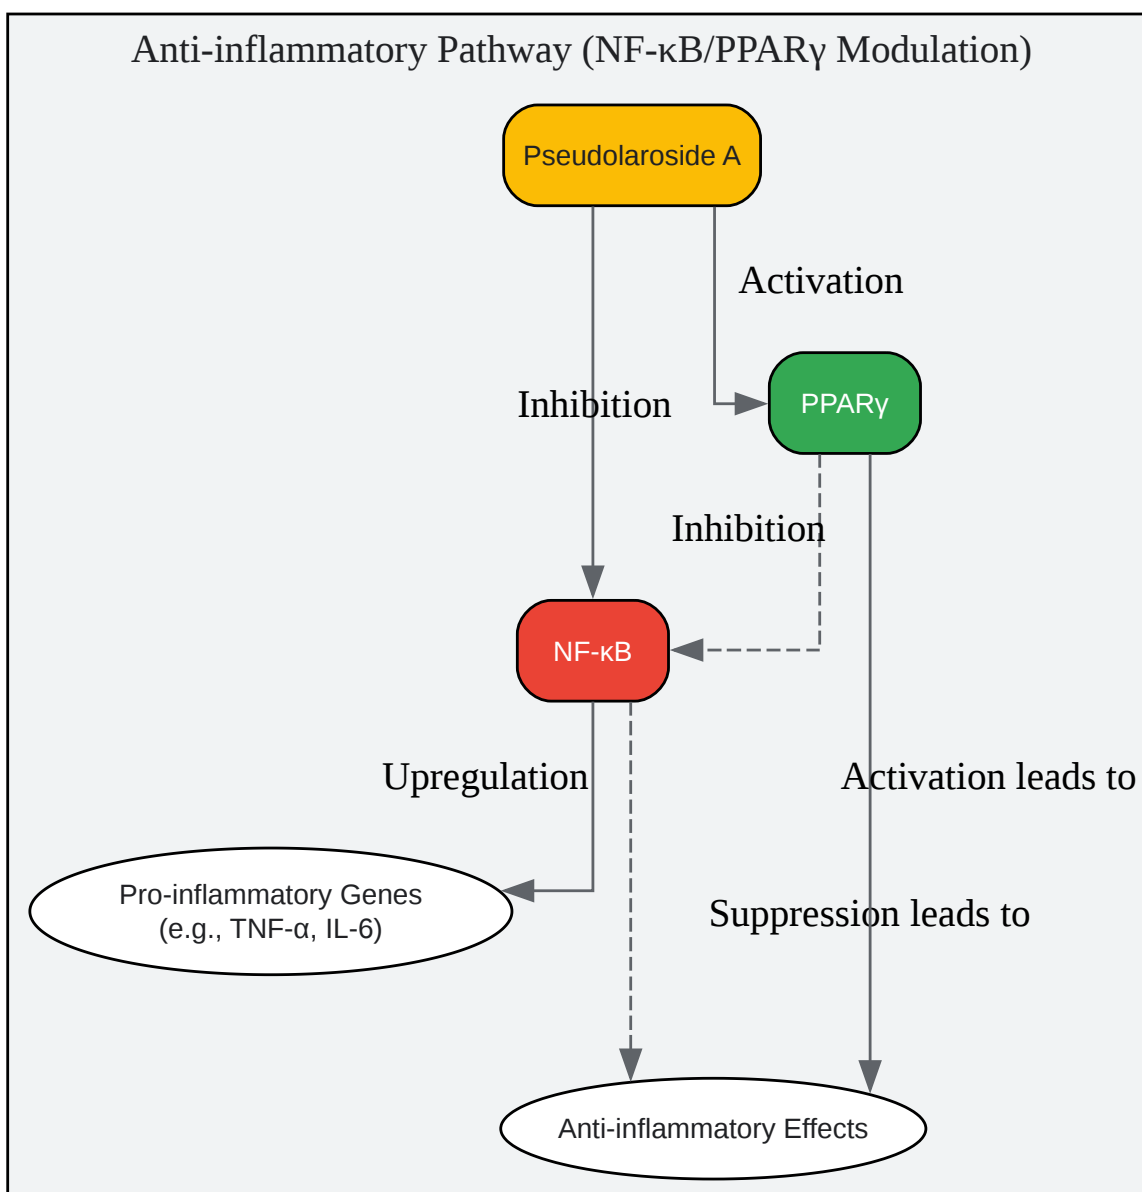 Anti-inflammatory Pathway (NF-κB/PPARγ Modulation)
Pseudolaroside A
Activation
Inhibition
PPARγ
Inhibition
NF-κB
Upregulation
Activation leads to
Pro-inflammatory Genes
(e.g., TNF-α, IL-6)
Suppression leads to
Anti-inflammatory Effects